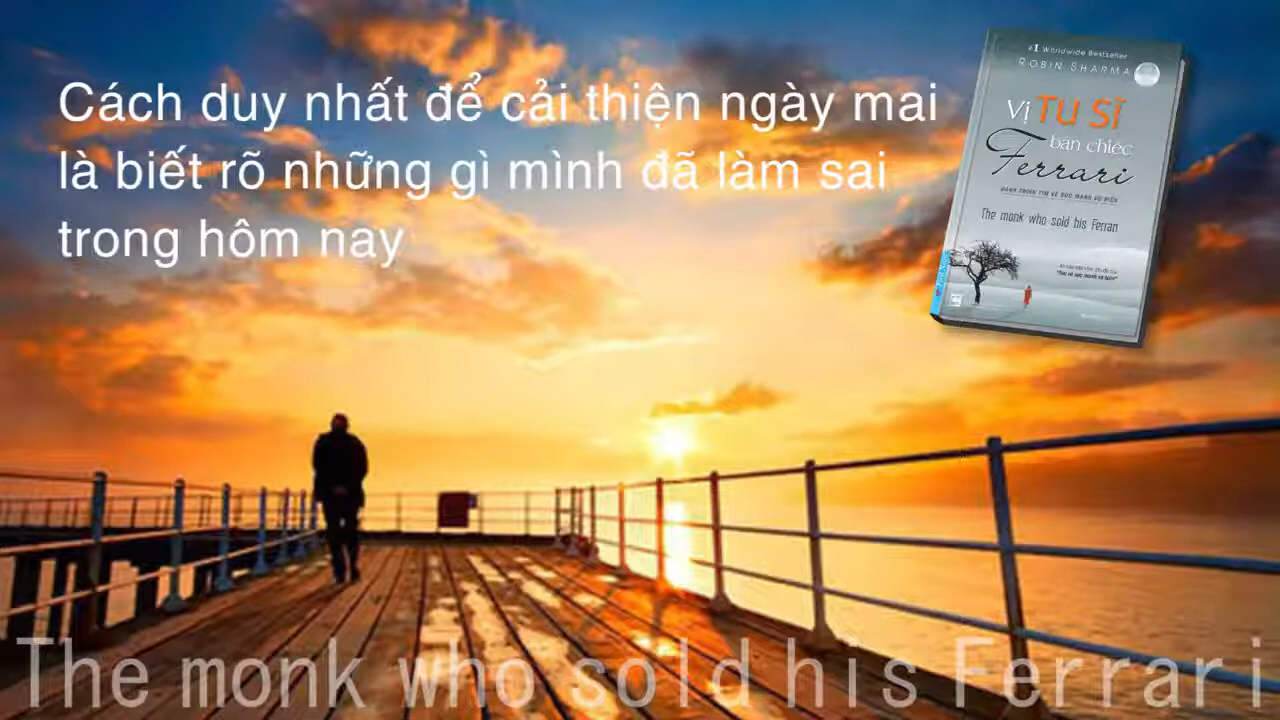 Cách duy nhất để cải thiện ngày mai
là biết rõ những gì mình đã làm sai
trong hôm nay
#1 Worldwide Bestseller
ROBIN SHARMA
Vị Tu Sĩ
bán chiếc
Ferrari
The monk who sold his Ferrari
The monk who sold his Ferrari